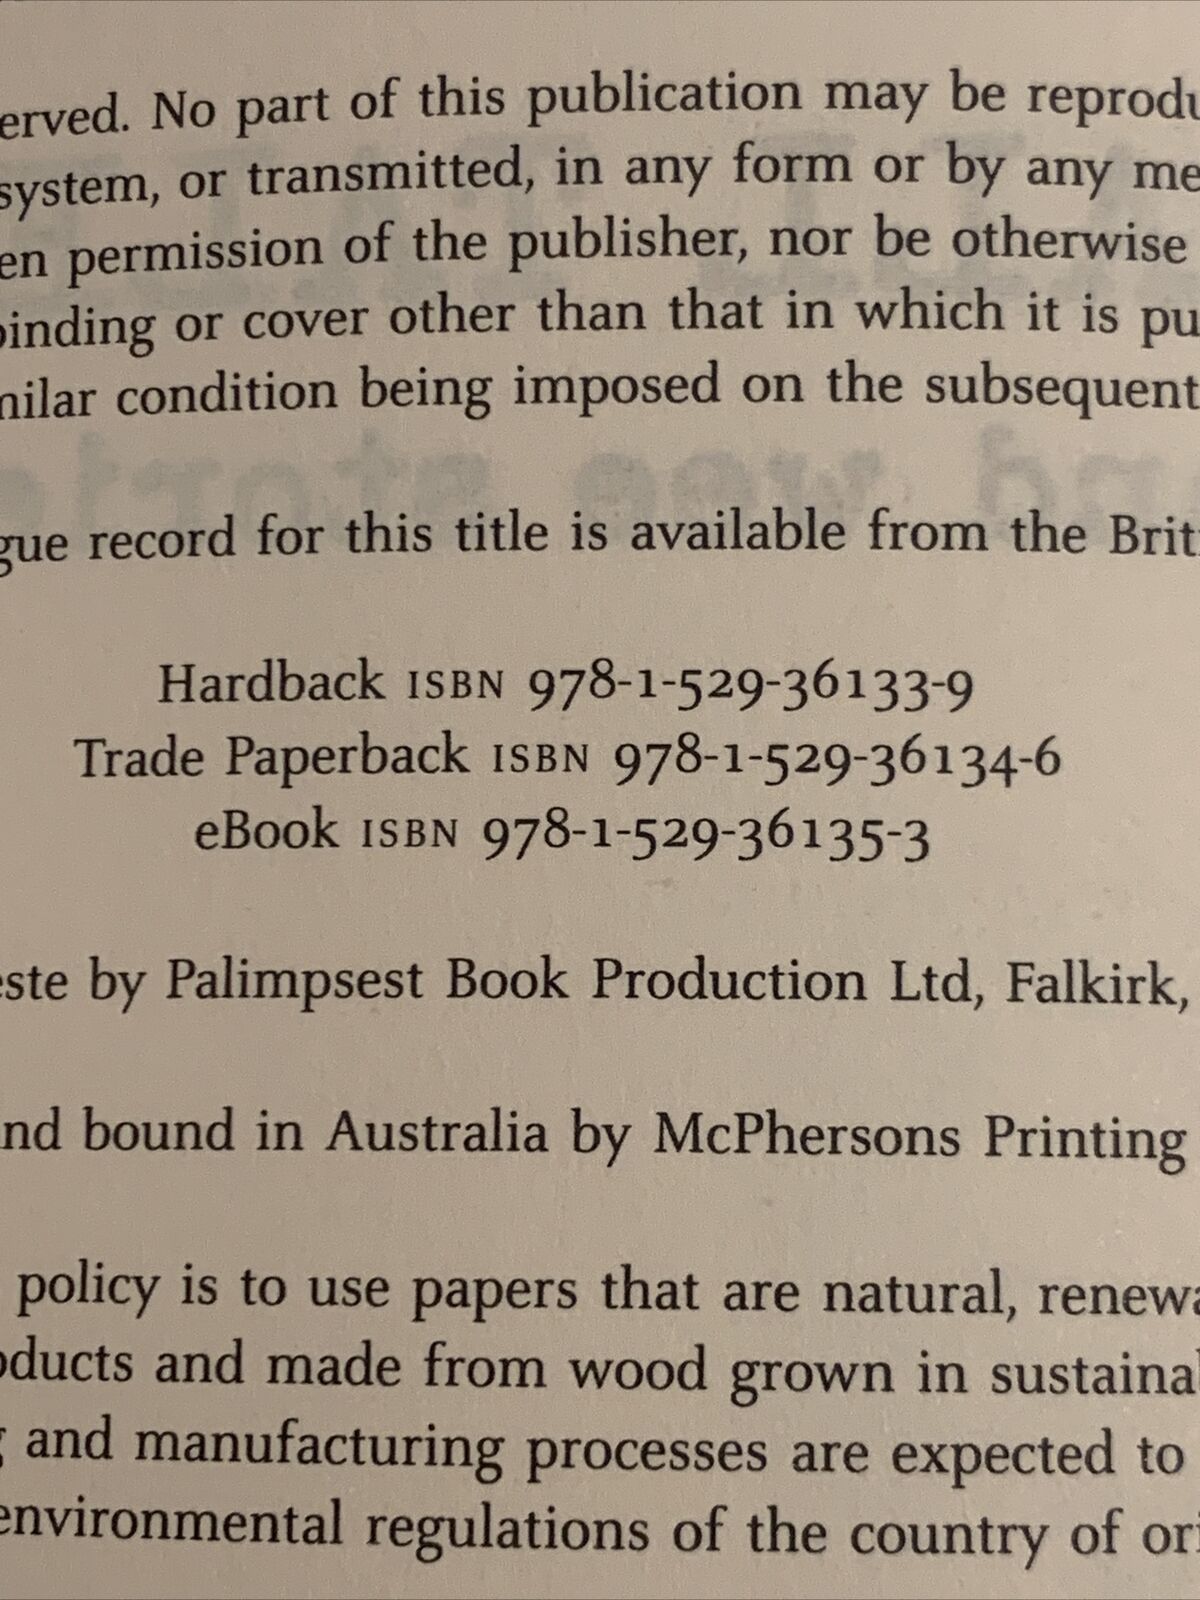 erved. No part of this publication may be reprodu
system, or transmitted, in any form or by any me
en permission of the publisher, nor be otherwise
binding or cover other than that in which it is pu
milar condition being imposed on the subsequent
gue record for this title is available from the Brit
Hardback ISBN 978-1-529-36133-9
Trade Paperback ISBN 978-1-529-36134-6
eBook ISBN 978-1-529-36135-3
este by Palimpsest Book Production Ltd, Falkirk,
nd bound in Australia by McPhersons Printing
policy is to use papers that are natural, renewa
oducts and made from wood grown in sustainal
g and manufacturing processes are expected to
environmental regulations of the country of ori